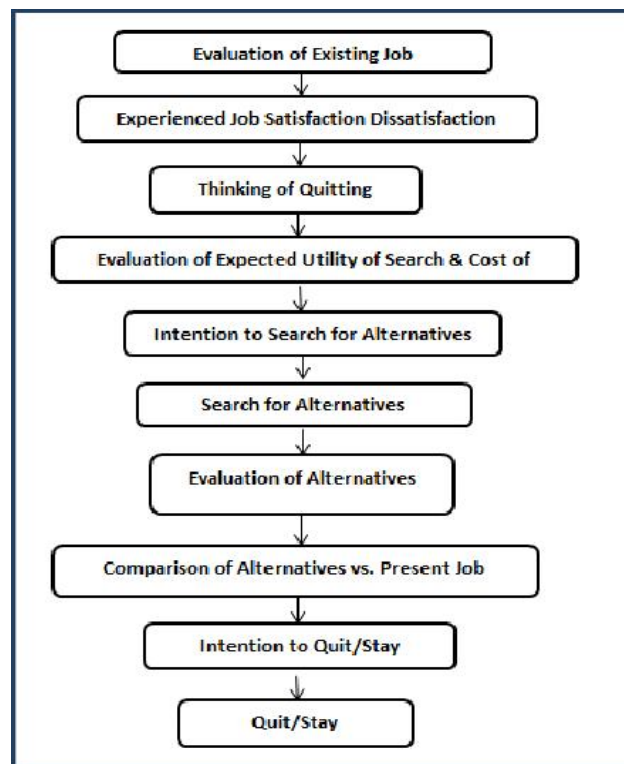 Evaluation of Existing Job
Experienced Job Satisfaction Dissatisfaction
Thinking of Quitting
Evaluation of Expected Utility of Search & Cost of
Intention to Search for Alternatives
Search for Alternatives
Evaluation of Alternatives
Comparison of Alternatives vs. Present Job
Intention to Quit/Stay
Quit/Stay